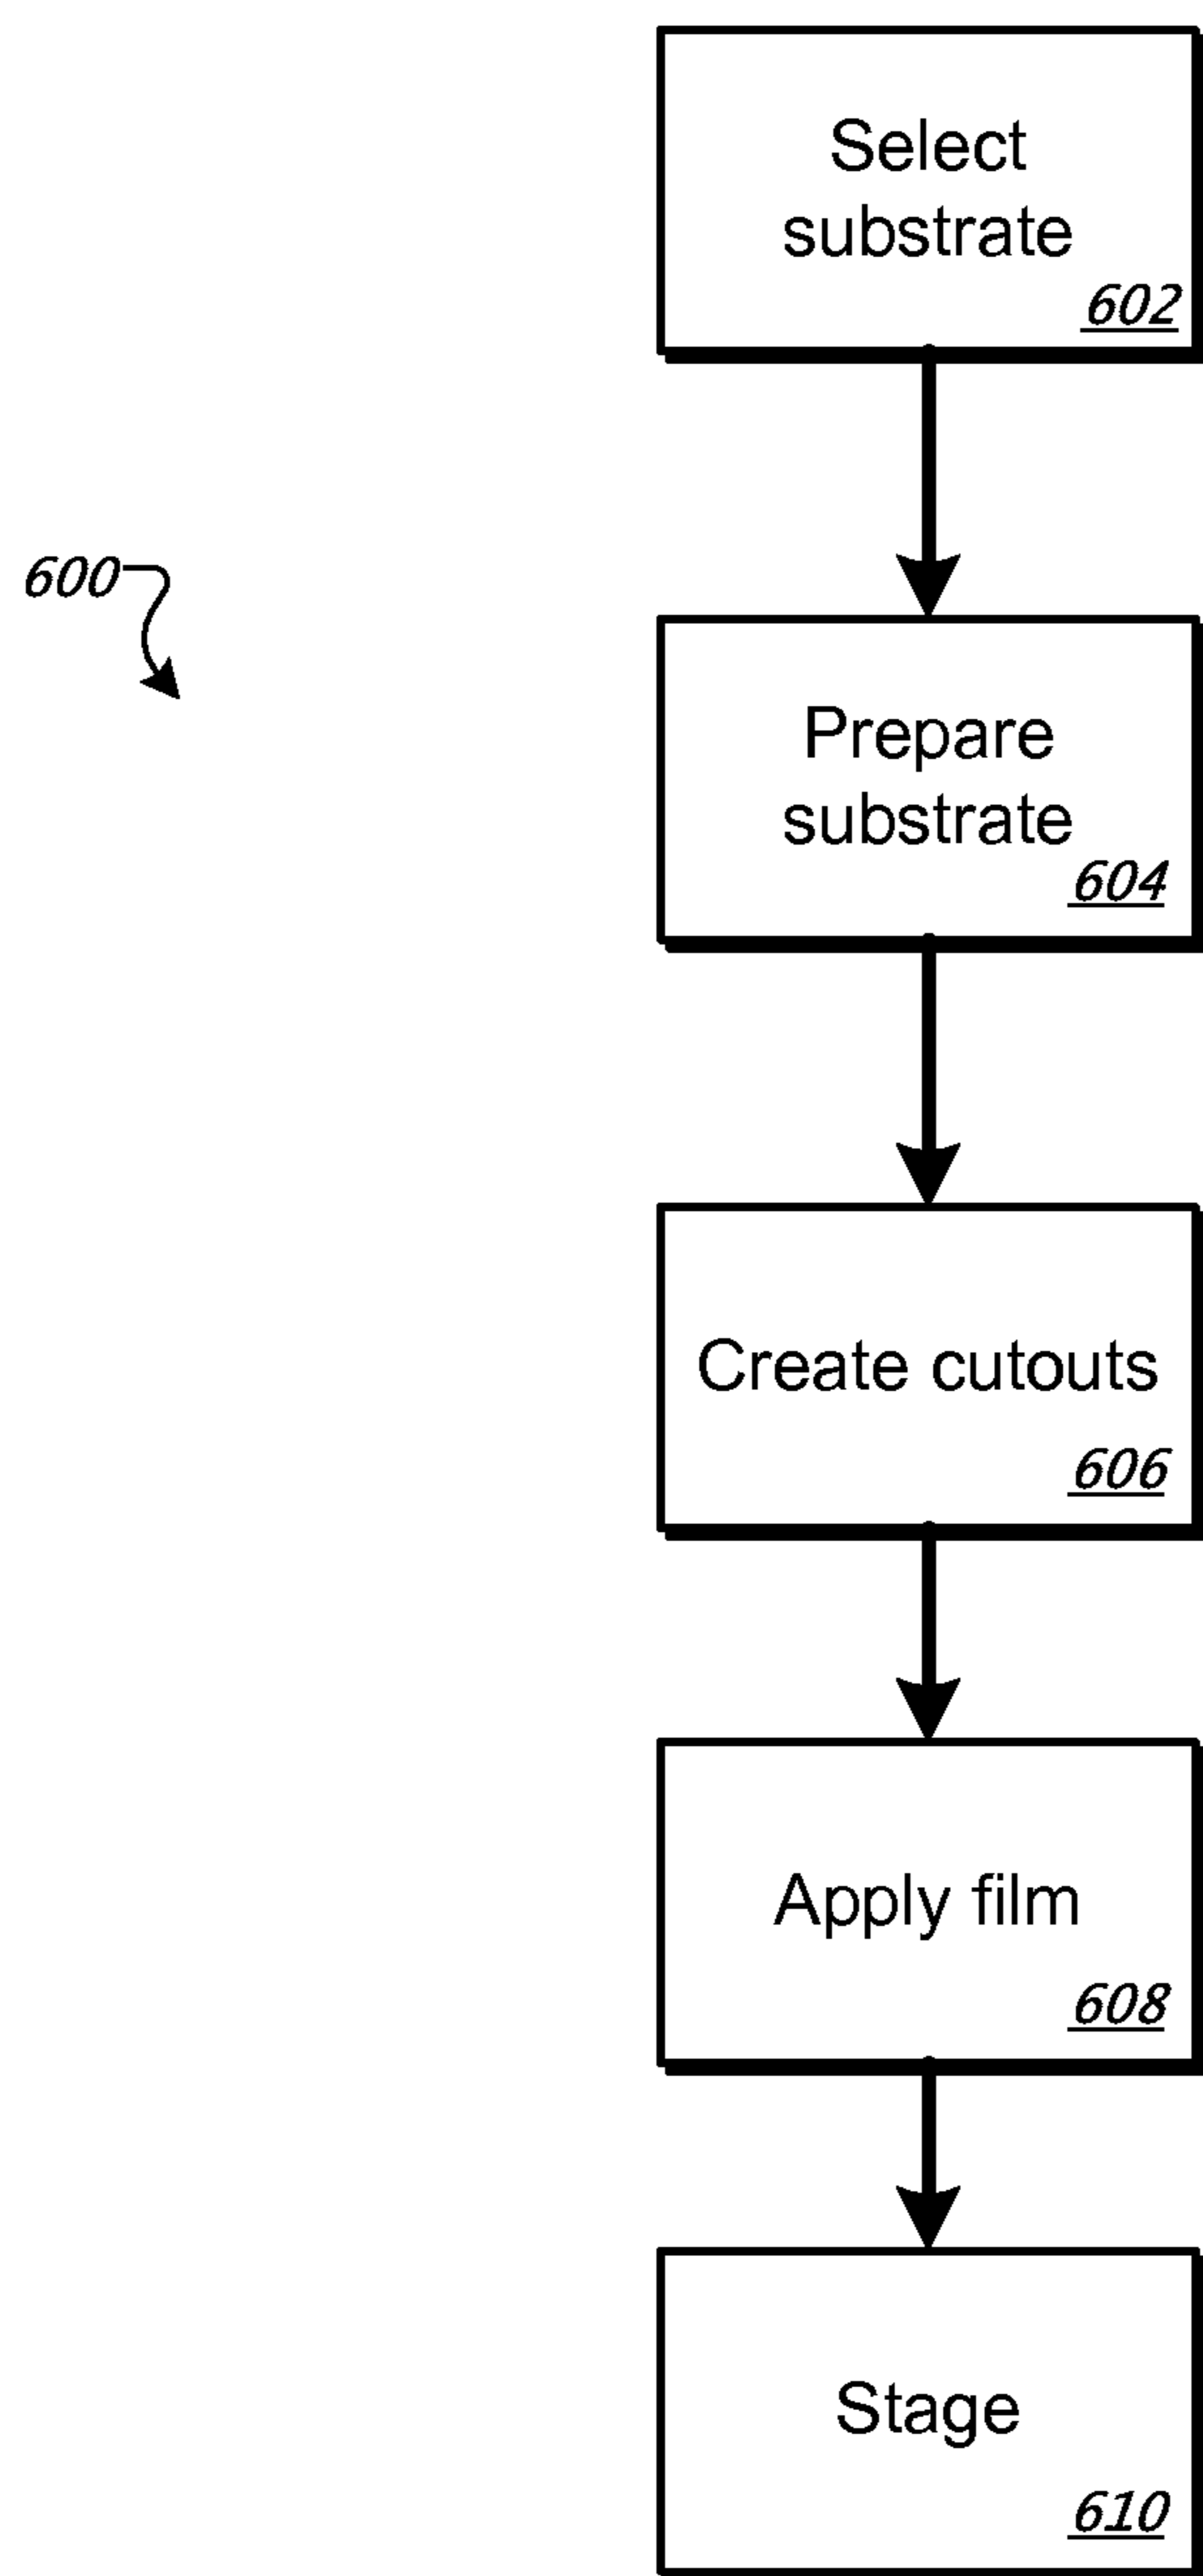 Select
substrate
602
600
Prepare
substrate
604
Create cutouts
606
Apply film
608
Stage
610